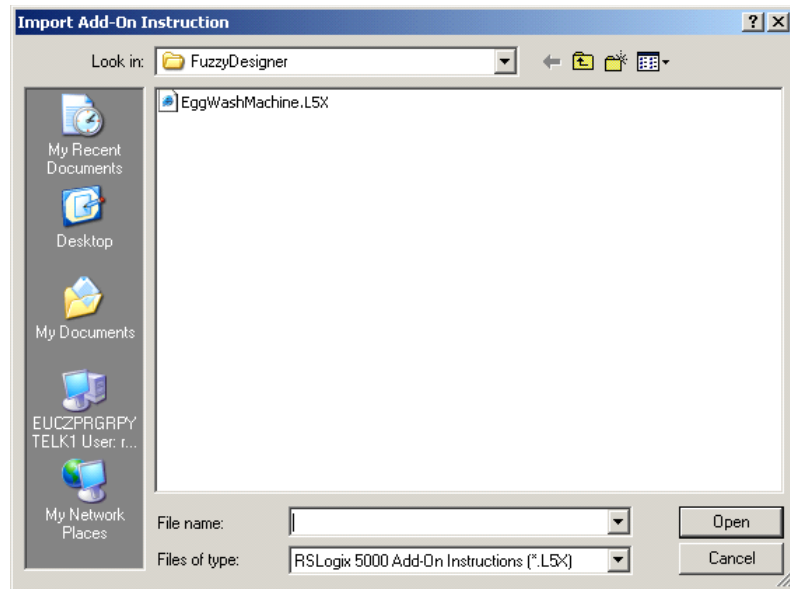 Import Add-On Instruction
Look in:
FuzzyDesigner
EggWashMachine.L5X
My Recent
Documents
Desktop
My Documents
EUCZPRGRPY
TELK1 User: r...
My Network
Places
File name:
Open
Files of type:
RSLogix 5000 Add-On Instructions (*.L5X)
Cancel